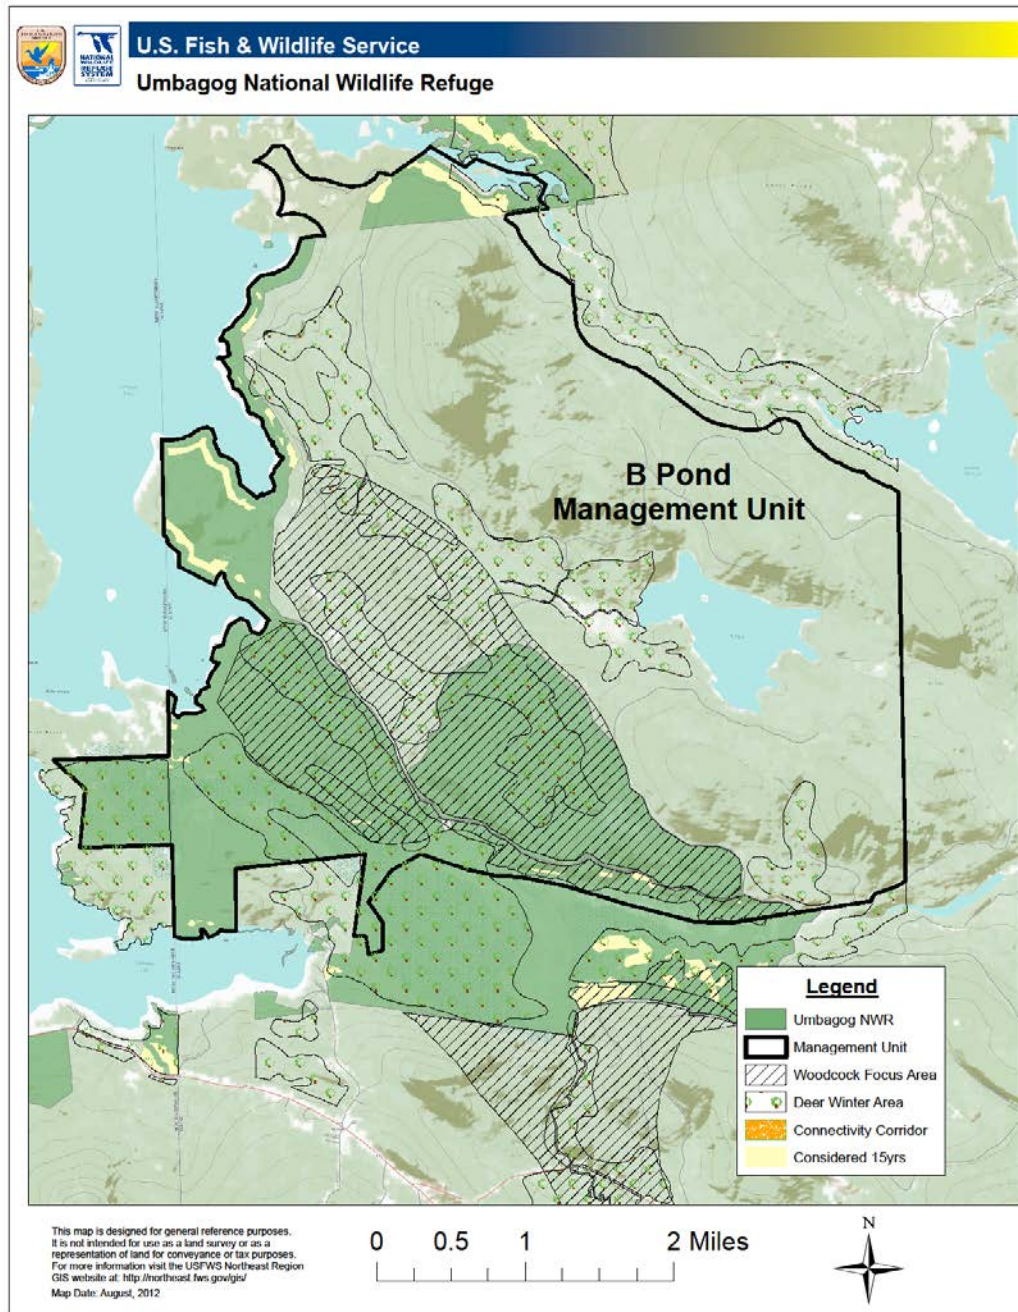 U.S. Fish & Wildlife Service
NATIONAL
WILDLIFE
REFUGE
SYSTEM
Umbagog National Wildlife Refuge
B Pond
Management Unit
Legend
Umbagog NWR
Management Unit
Woodcock Focus Area
Deer Winter Area
Connectivity Corridor
Considered 15yrs
This map is designed for general reference purposes.
It is not intended for use as a land survey or as a
representation of land for conveyance or tax purposes.
For more information visit the USFWS Northeast Region
GIS website at: http://northeast.fws.gov/gis/
Map Date: August, 2012
0 0.5 1 2 Miles
N